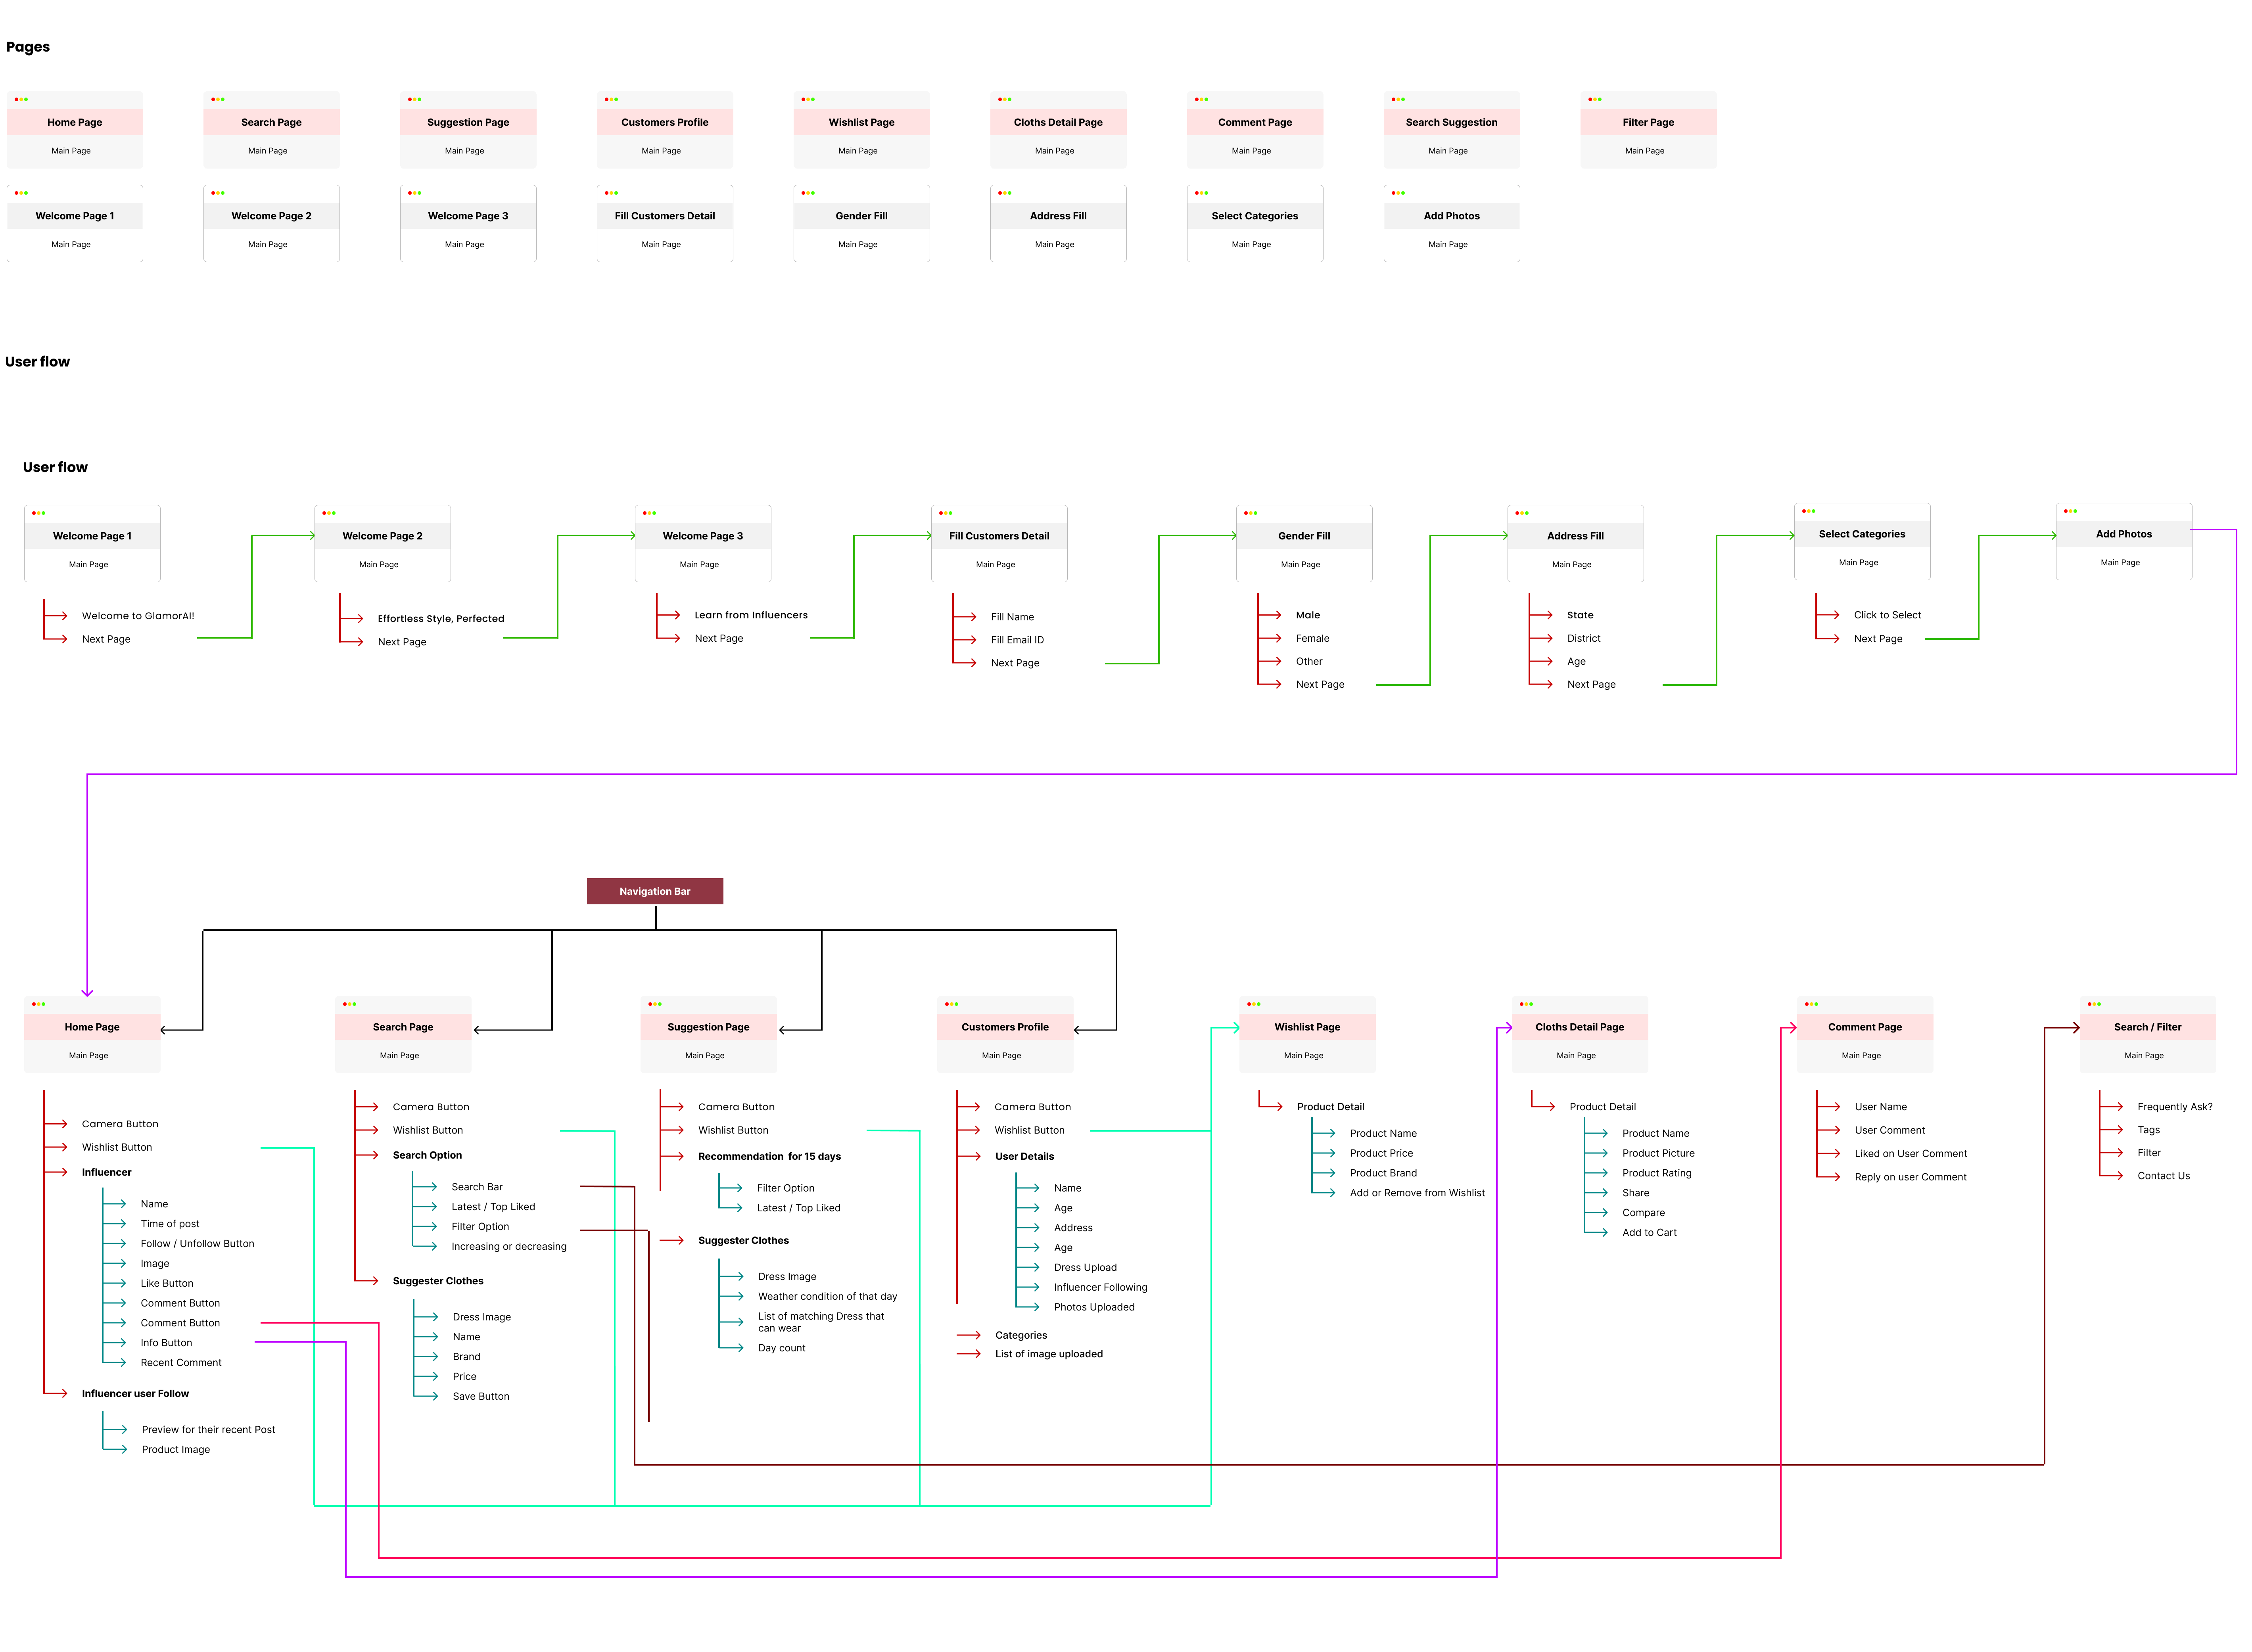 Pages
Home Page
Main Page
Search Page
Main Page
Suggestion Page
Main Page
Customers Profile
Main Page
Wishlist Page
Main Page
Cloths Detail Page
Main Page
Comment Page
Main Page
Search Suggestion
Main Page
Filter Page
Main Page
Welcome Page 1
Main Page
Welcome Page 2
Main Page
Welcome Page 3
Main Page
Fill Customers Detail
Main Page
Gender Fill
Main Page
Address Fill
Main Page
Select Categories
Main Page
Add Photos
Main Page
User flow
User flow
Welcome Page 1
Main Page
Welcome to GlamorAI!
Next Page
Welcome Page 2
Main Page
Effortless Style, Perfected
Next Page
Welcome Page 3
Main Page
Learn from Influencers
Next Page
Fill Customers Detail
Main Page
Fill Name
Fill Email ID
Next Page
Gender Fill
Main Page
Male
Female
Other
Next Page
Address Fill
Main Page
State
District
Age
Next Page
Select Categories
Main Page
Click to Select
Next Page
Add Photos
Main Page
Navigation Bar
Home Page
Main Page
Camera Button
Wishlist Button
Influencer
Name
Time of post
Follow / Unfollow Button
Image
Like Button
Comment Button
Comment Button
Info Button
Recent Comment
Influencer user Follow
Preview for their recent Post
Product Image
Search Page
Main Page
Camera Button
Wishlist Button
Search Option
Search Bar
Latest / Top Liked
Filter Option
Increasing or decreasing
Suggester Clothes
Dress Image
Name
Brand
Price
Save Button
Suggestion Page
Main Page
Camera Button
Wishlist Button
Recommendation for 15 days
Filter Option
Latest / Top Liked
Suggester Clothes
Dress Image
Weather condition of that day
List of matching Dress that
can wear
Day count
Customers Profile
Main Page
Camera Button
Wishlist Button
User Details
Name
Age
Address
Age
Dress Upload
Influencer Following
Photos Uploaded
Categories
List of image uploaded
Wishlist Page
Main Page
Product Detail
Product Name
Product Price
Product Brand
Add or Remove from Wishlist
Cloths Detail Page
Main Page
Product Detail
Product Name
Product Picture
Product Rating
Share
Compare
Add to Cart
Comment Page
Main Page
User Name
User Comment
Liked on User Comment
Reply on user Comment
Search / Filter
Main Page
Frequently Ask?
Tags
Filter
Contact Us